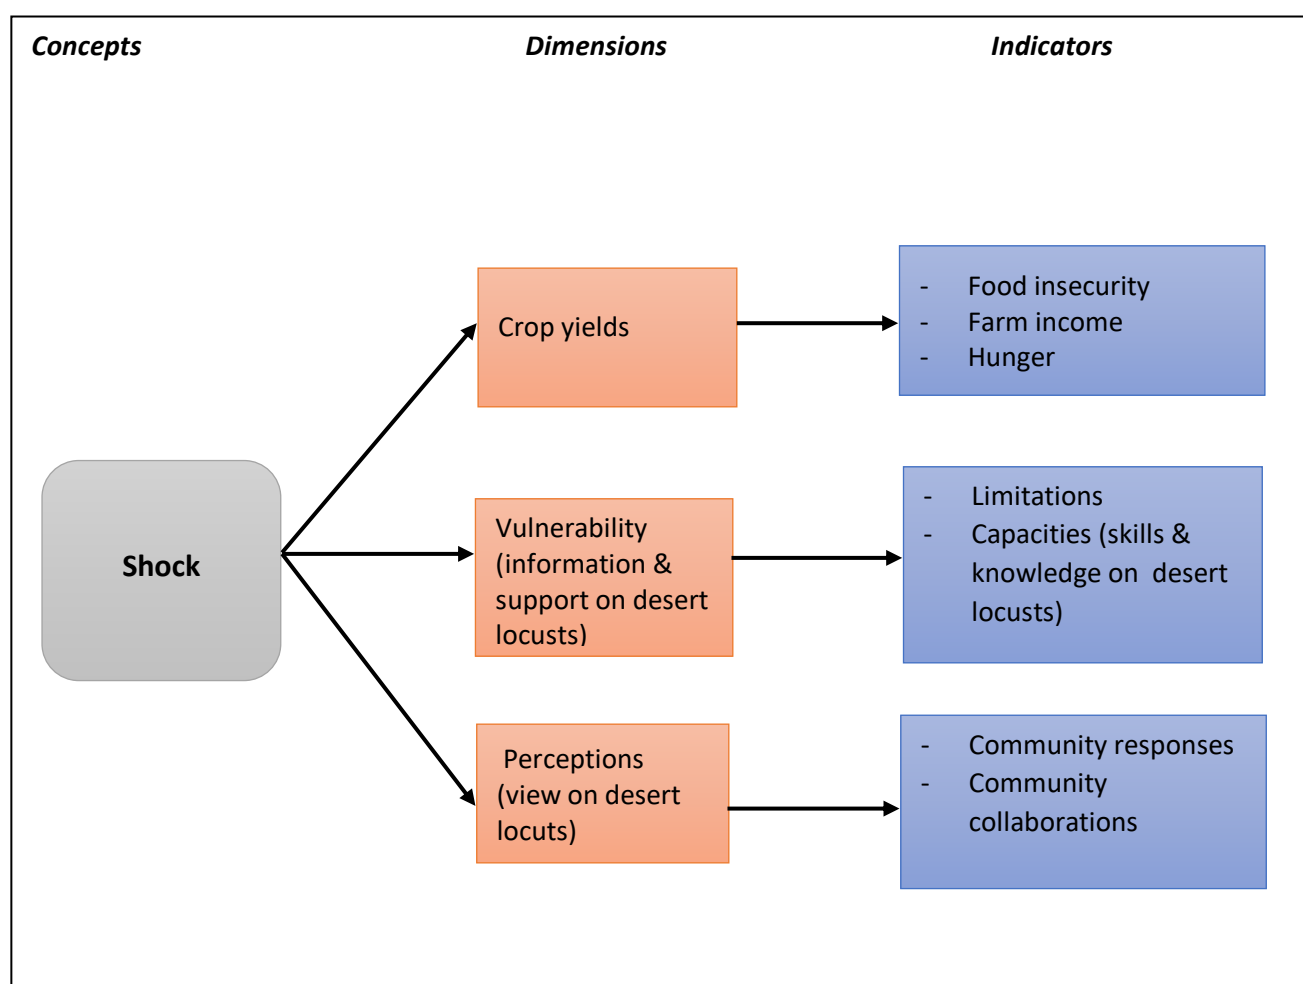 Concepts
Dimensions
Indicators
Crop yields
- Food insecurity
- Farm income
- Hunger
Shock
Vulnerability
(information &
support on desert
locusts)
- Limitations
- Capacities (skills &
knowledge on  desert
locusts)
Perceptions
(view on desert
locuts)
- Community responses
- Community
collaborations